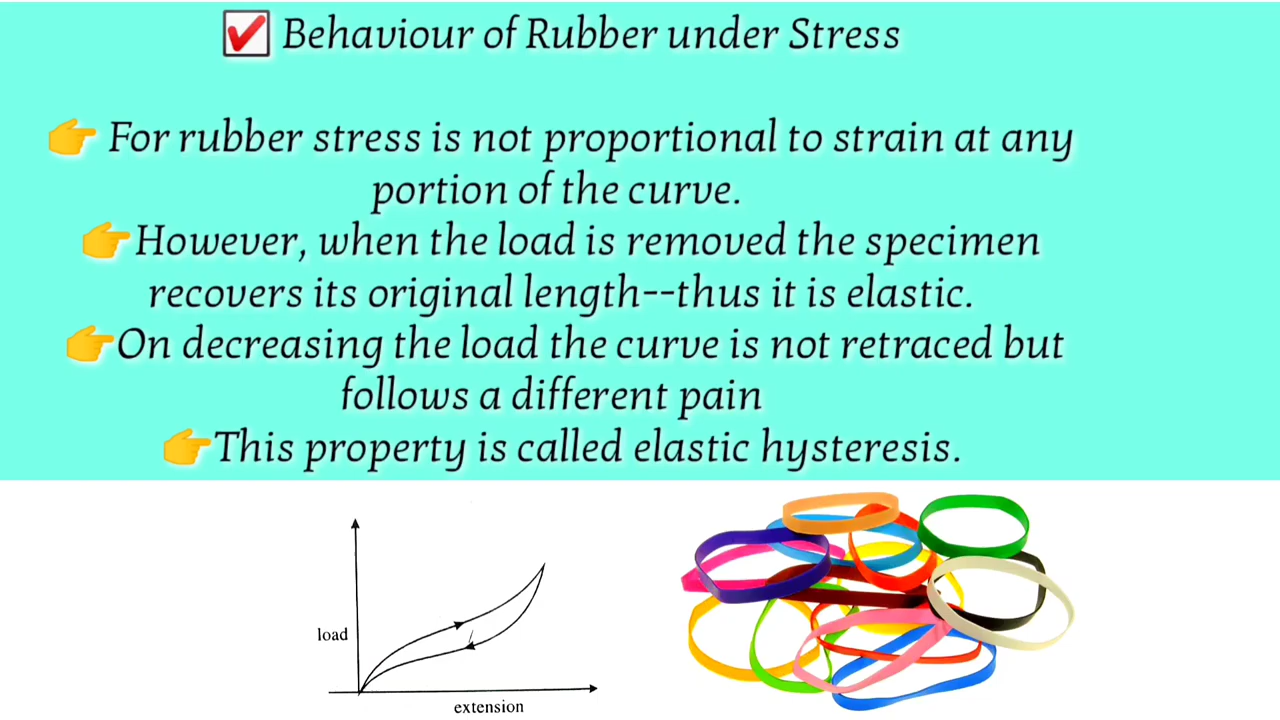 ✅ Behaviour of Rubber under Stress
👉 For rubber stress is not proportional to strain at any
portion of the curve.
👉However, when the load is removed the specimen
recovers its original length--thus it is elastic.
👉On decreasing the load the curve is not retraced but
follows a different pain
👉This property is called elastic hysteresis.
load
extension